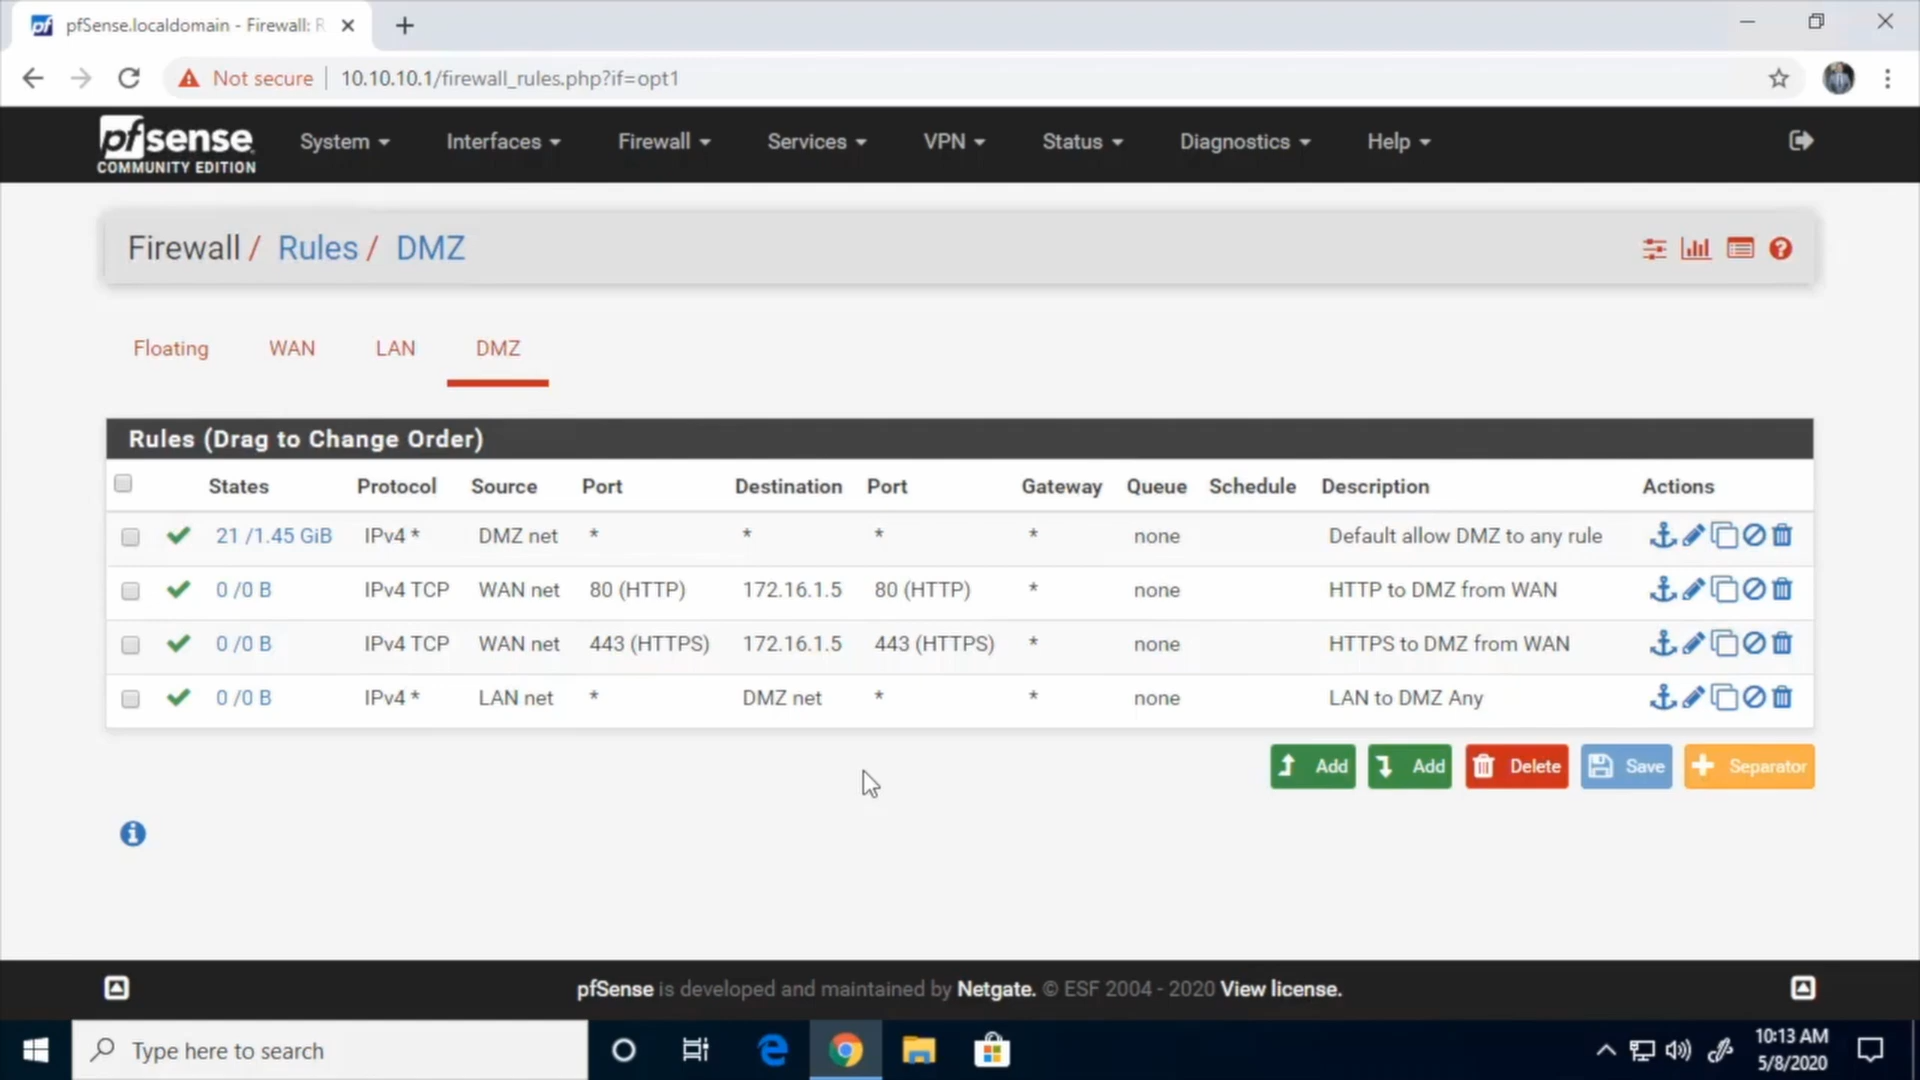 pfSense.localdomain - Firewall: R
Not secure
10.10.10.1/firewall_rules.php?if=opt1
pfsense
COMMUNITY EDITION
System
Interfaces
Firewall
Services
VPN
Status
Diagnostics
Help
Firewall / Rules / DMZ
Floating
WAN
LAN
DMZ
Rules (Drag to Change Order)
States Protocol Source Port Destination Port Gateway Queue Schedule Description Actions
21 /1.45 GiB IPv4 * DMZ net * * * * none Default allow DMZ to any rule
0 /0 B IPv4 TCP WAN net 80 (HTTP) 172.16.1.5 80 (HTTP) * none HTTP to DMZ from WAN
0 /0 B IPv4 TCP WAN net 443 (HTTPS) 172.16.1.5 443 (HTTPS) * none HTTPS to DMZ from WAN
0 /0 B IPv4 * LAN net * DMZ net * * none LAN to DMZ Any
Add
Add
Delete
Save
Separator
pfSense is developed and maintained by Netgate. © ESF 2004 - 2020 View license.
Type here to search
10:13 AM
5/8/2020